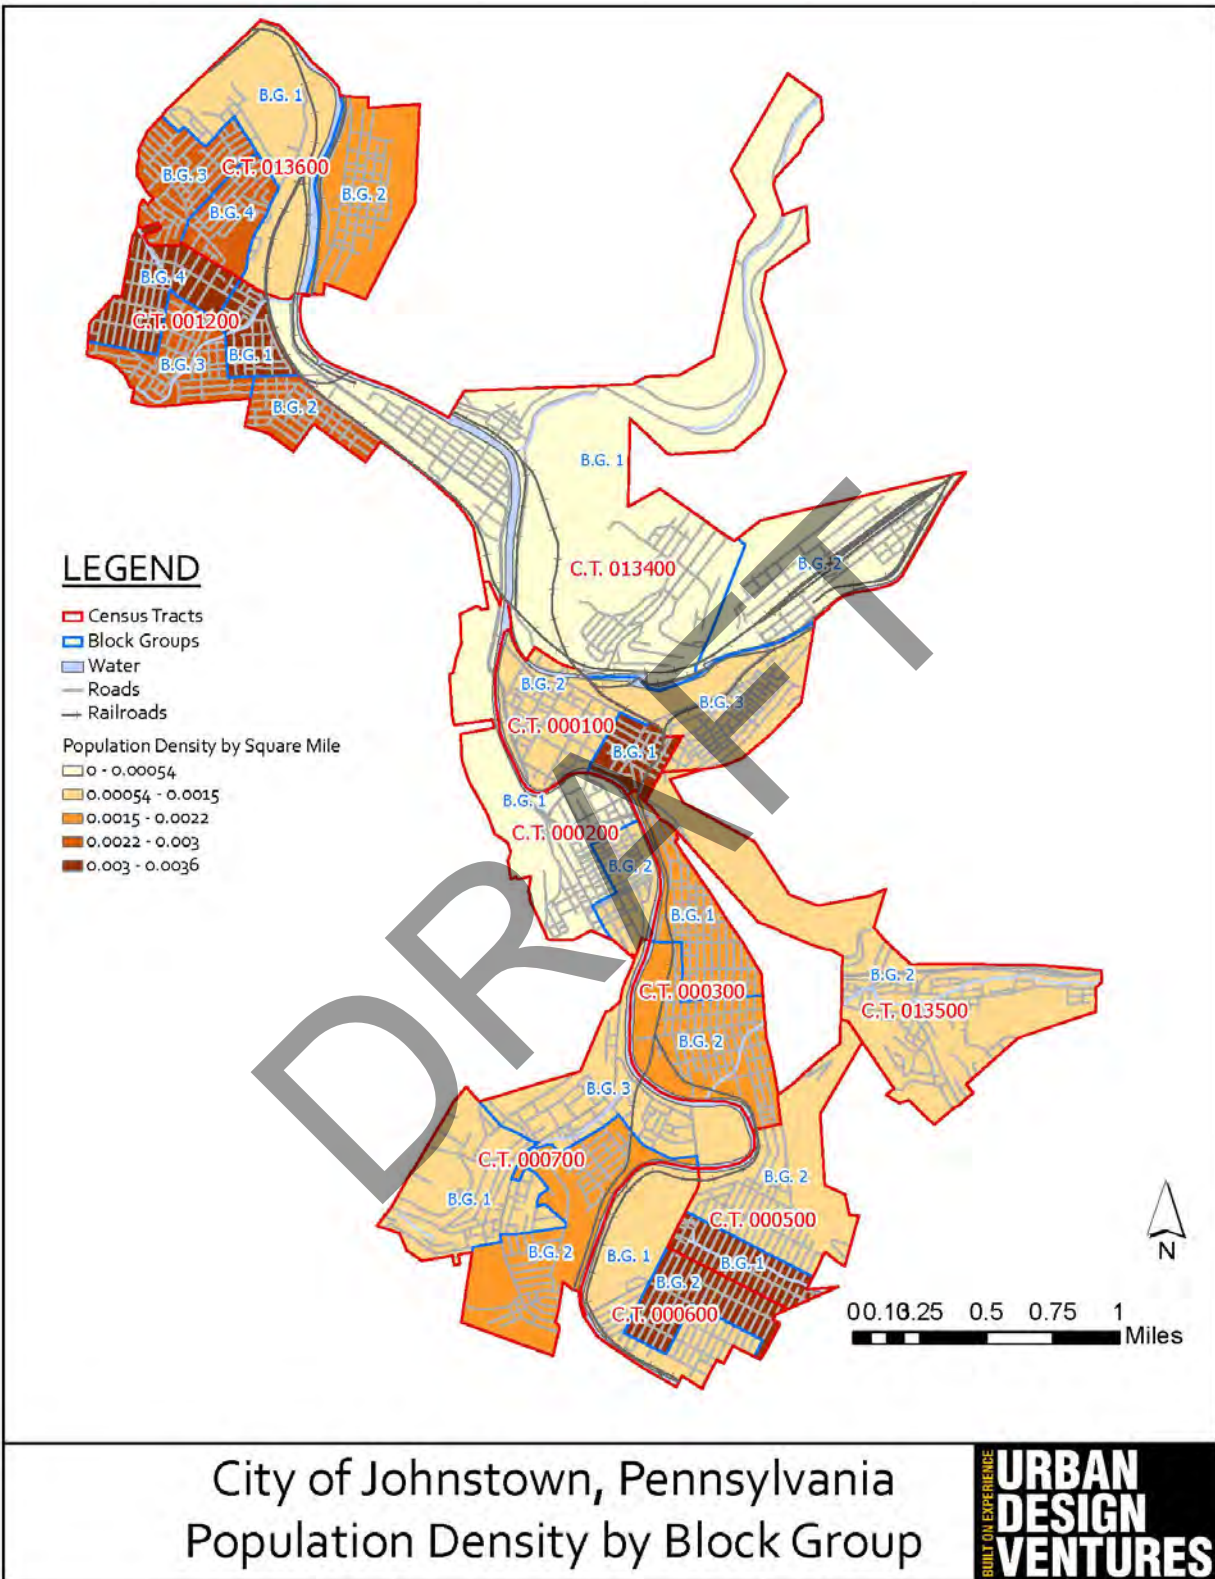 B.G. 1
B.G. 3
C.T. 013600
B.G. 2
B.G. 4
B.G. 4
C.T. 001200
B.G. 3
B.G. 1
B.G. 2
B.G. 1
C.T. 013400
B.G. 2
LEGEND
Census Tracts
Block Groups
Water
Roads
Railroads
Population Density by Square Mile
0 - 0.00054
0.00054 - 0.0015
0.0015 - 0.0022
0.0022 - 0.003
0.003 - 0.0036
B.G. 2
B.G. 3
C.T. 000100
B.G. 1
B.G. 1
C.T. 000200
B.G. 2
B.G. 1
DRAFT
C.T. 000300
B.G. 2
B.G. 2
C.T. 013500
B.G. 3
C.T. 000700
B.G. 1
B.G. 2
B.G. 2
C.T. 000500
B.G. 1
B.G. 1
B.G. 2
C.T. 000600
N
0 0.5 0.75 1
Miles
City of Johnstown, Pennsylvania
Population Density by Block Group
BUILT ON EXPERIENCE
URBAN
DESIGN
VENTURES